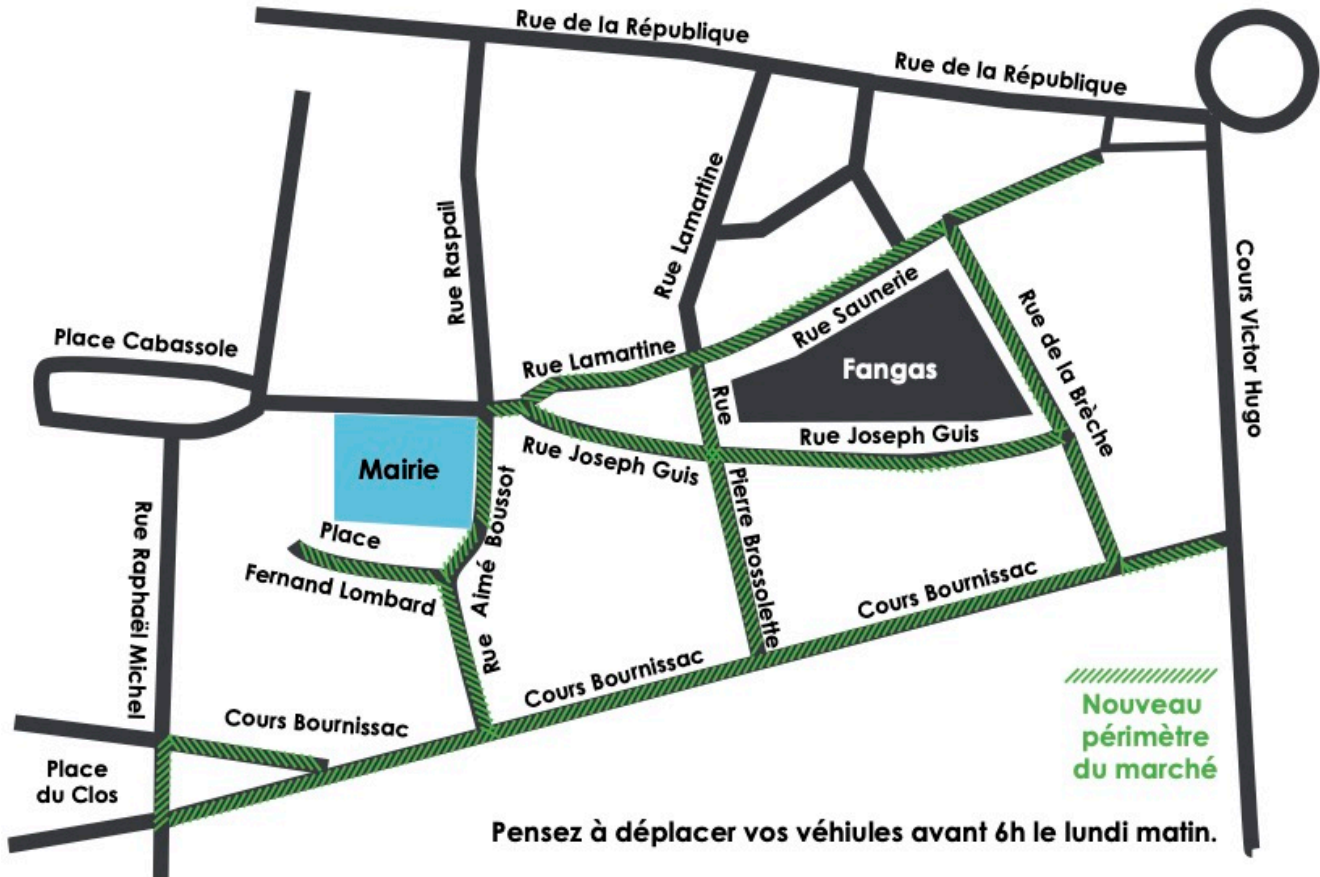 Rue de la République
Rue de la République
Rue Raspail
Rue Lamartine
Cours Victor Hugo
Place Cabassole
Rue Lamartine
Rue Saunerie
Fangas
Rue de la Brèche
Rue Joseph Guis
Rue Joseph Guis
Rue
Pierre Brossolette
Mairie
Place
Fernand Lombard
Rue Aimé Boussot
Rue Raphaël Michel
Cours Bournissac
Cours Bournissac
Cours Bournissac
Place
du Clos
Nouveau
périmètre
du marché
Pensez à déplacer vos véhiules avant 6h le lundi matin.